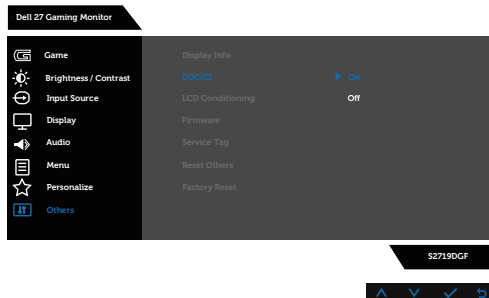 Dell 27 Gaming Monitor
Game
Display Info
Brightness / Contrast
DDC/CI
On
Input Source
LCD Conditioning
Off
Display
Firmware
Audio
Service Tag
Menu
Reset Others
Personalize
Factory Reset
Others
S2719DGF